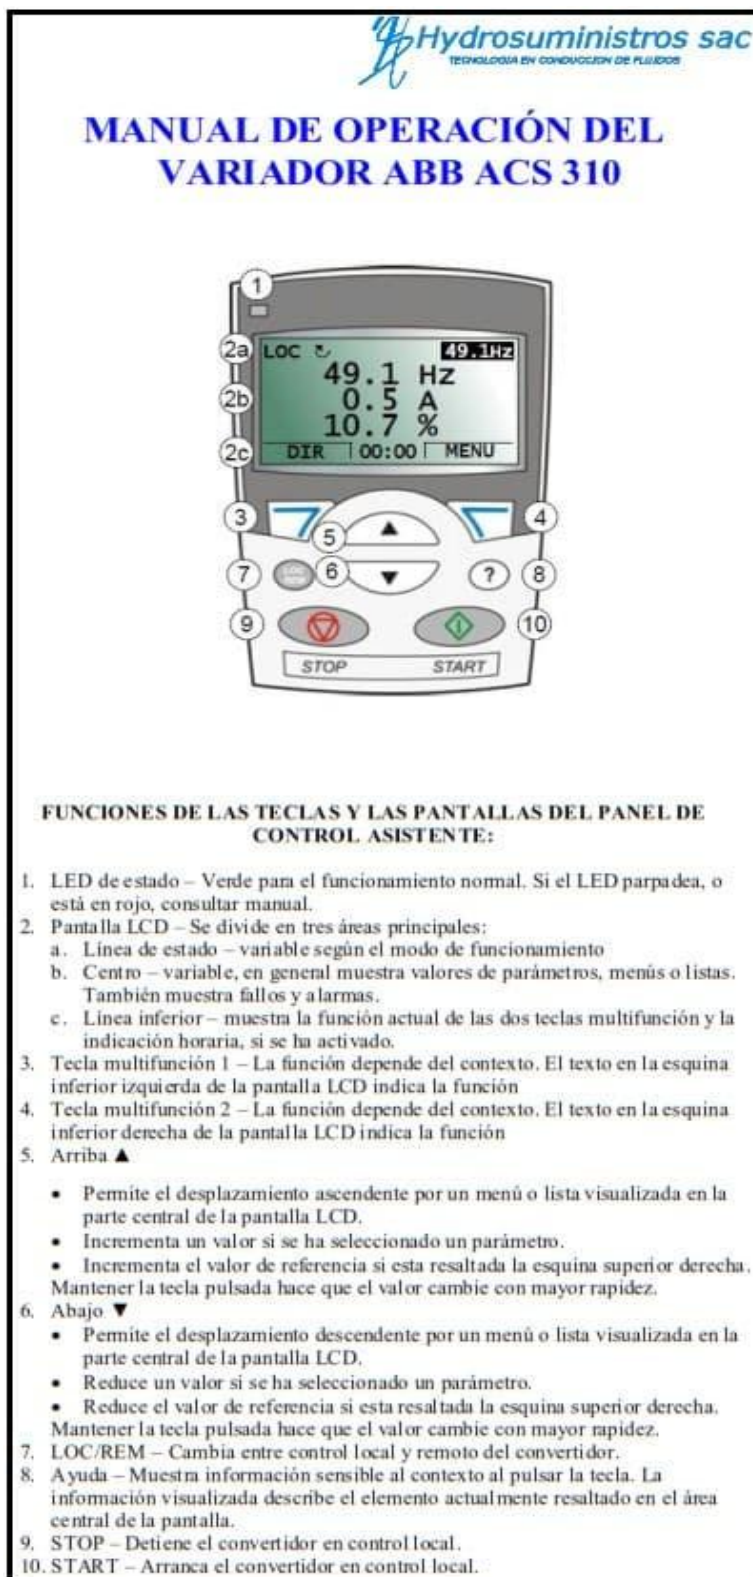 Hydrosuministros sac
TECNOLOGIA EN CONDUCCION DE FLUIDOS
MANUAL DE OPERACIÓN DEL
VARIADOR ABB ACS 310
1
2a
LOC
49.1HZ
49.1 Hz
2b
0.5 A
10.7 %
2c
DIR
00:00
MENU
3
4
5
6
7
?
8
9
10
STOP
START
FUNCIONES DE LAS TECLAS Y LAS PANTALLAS DEL PANEL DE
CONTROL ASISTENTE:
1. LED de estado – Verde para el funcionamiento normal. Si el LED parpadea, o
está en rojo, consultar manual.
2. Pantalla LCD – Se divide en tres áreas principales:
a. Línea de estado – variable según el modo de funcionamiento
b. Centro – variable, en general muestra valores de parámetros, menús o listas.
También muestra fallos y alarmas.
c. Línea inferior – muestra la función actual de las dos teclas multifunción y la
indicación horaria, si se ha activado.
3. Tecla multifunción 1 – La función depende del contexto. El texto en la esquina
inferior izquierda de la pantalla LCD indica la función
4. Tecla multifunción 2 – La función depende del contexto. El texto en la esquina
inferior derecha de la pantalla LCD indica la función
5. Arriba ▲
• Permite el desplazamiento ascendente por un menú o lista visualizada en la
parte central de la pantalla LCD.
• Incrementa un valor si se ha seleccionado un parámetro.
• Incrementa el valor de referencia si esta resaltada la esquina superior derecha.
Mantener la tecla pulsada hace que el valor cambie con mayor rapidez.
6. Abajo ▼
• Permite el desplazamiento descendente por un menú o lista visualizada en la
parte central de la pantalla LCD.
• Reduce un valor si se ha seleccionado un parámetro.
• Reduce el valor de referencia si esta resaltada la esquina superior derecha.
Mantener la tecla pulsada hace que el valor cambie con mayor rapidez.
7. LOC/REM – Cambia entre control local y remoto del convertidor.
8. Ayuda – Muestra información sensible al contexto al pulsar la tecla. La
información visualizada describe el elemento actualmente resaltado en el área
central de la pantalla.
9. STOP – Detiene el convertidor en control local.
10. START – Arranca el convertidor en control local.